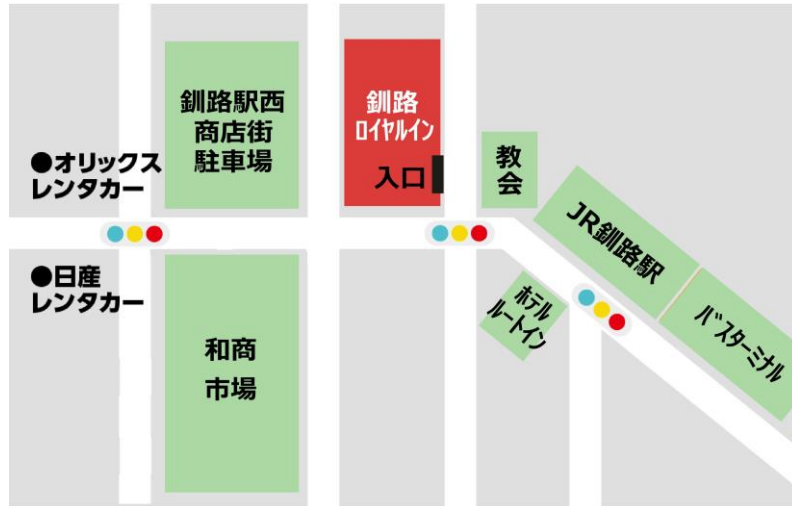 釧路駅西
商店街
駐車場
釧路
ロイヤルイン
入口
教
会
●オリックス
レンタカー
JR釧路駅
バスターミナル
●日産
レンタカー
ホテル
ルートイン
和商
市場